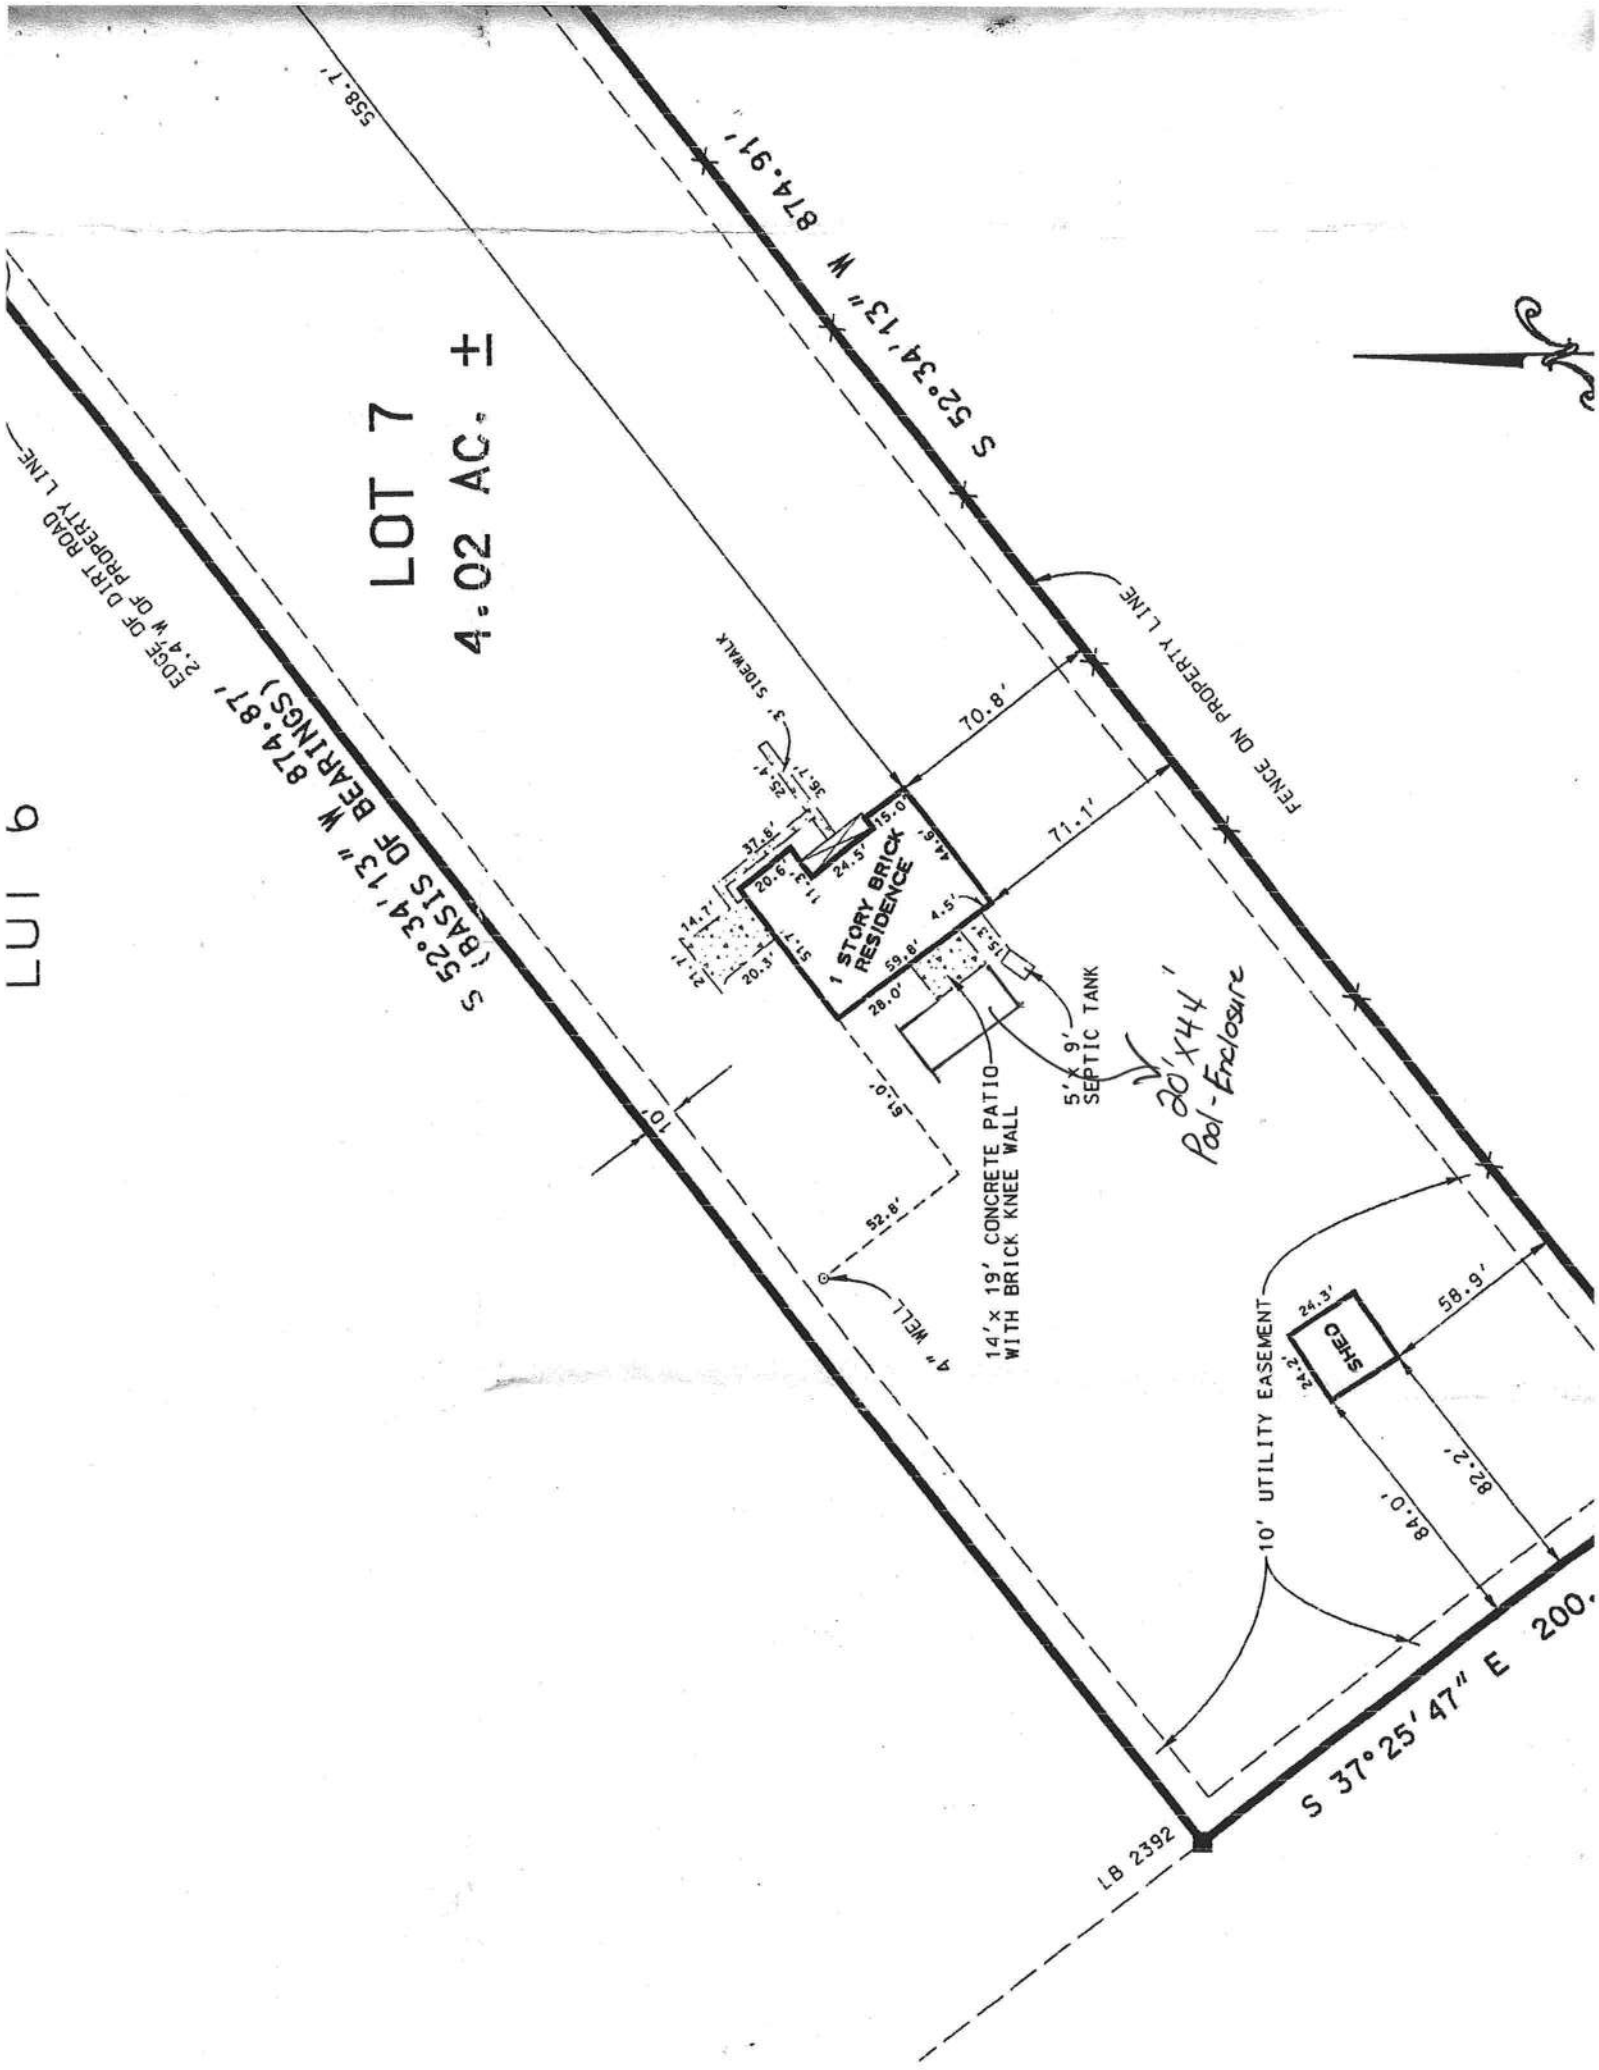 LOT 6
EDGE OF DIRT ROAD
2.4' W OF
PROPERTY LINE
S 52°34'13" W 874.87'
(BASIS OF BEARINGS)
LOT 7
4.02 AC. ±
558.7'
S 52°34'13" W 874.91'
FENCE ON PROPERTY LINE
3' SIDEWALK
25.4'
36.7'
37.6'
20.6'
11.3'
24.5'
15.0'
44.6'
14.7'
21.7'
20.3'
51.7'
1 STORY BRICK
RESIDENCE
59.8'
4.5'
28.0'
15.3'
70.8'
71.1'
10'
61.0'
52.8'
4" WELL
14'x 19' CONCRETE PATIO
WITH BRICK KNEE WALL
5'x 9'
SEPTIC TANK
20'X44'
Pool-Enclosure
10' UTILITY EASEMENT
24.3'
24.2'
SHED
58.9'
82.2'
84.0'
S 37°25'47" E 200.
LB 2392